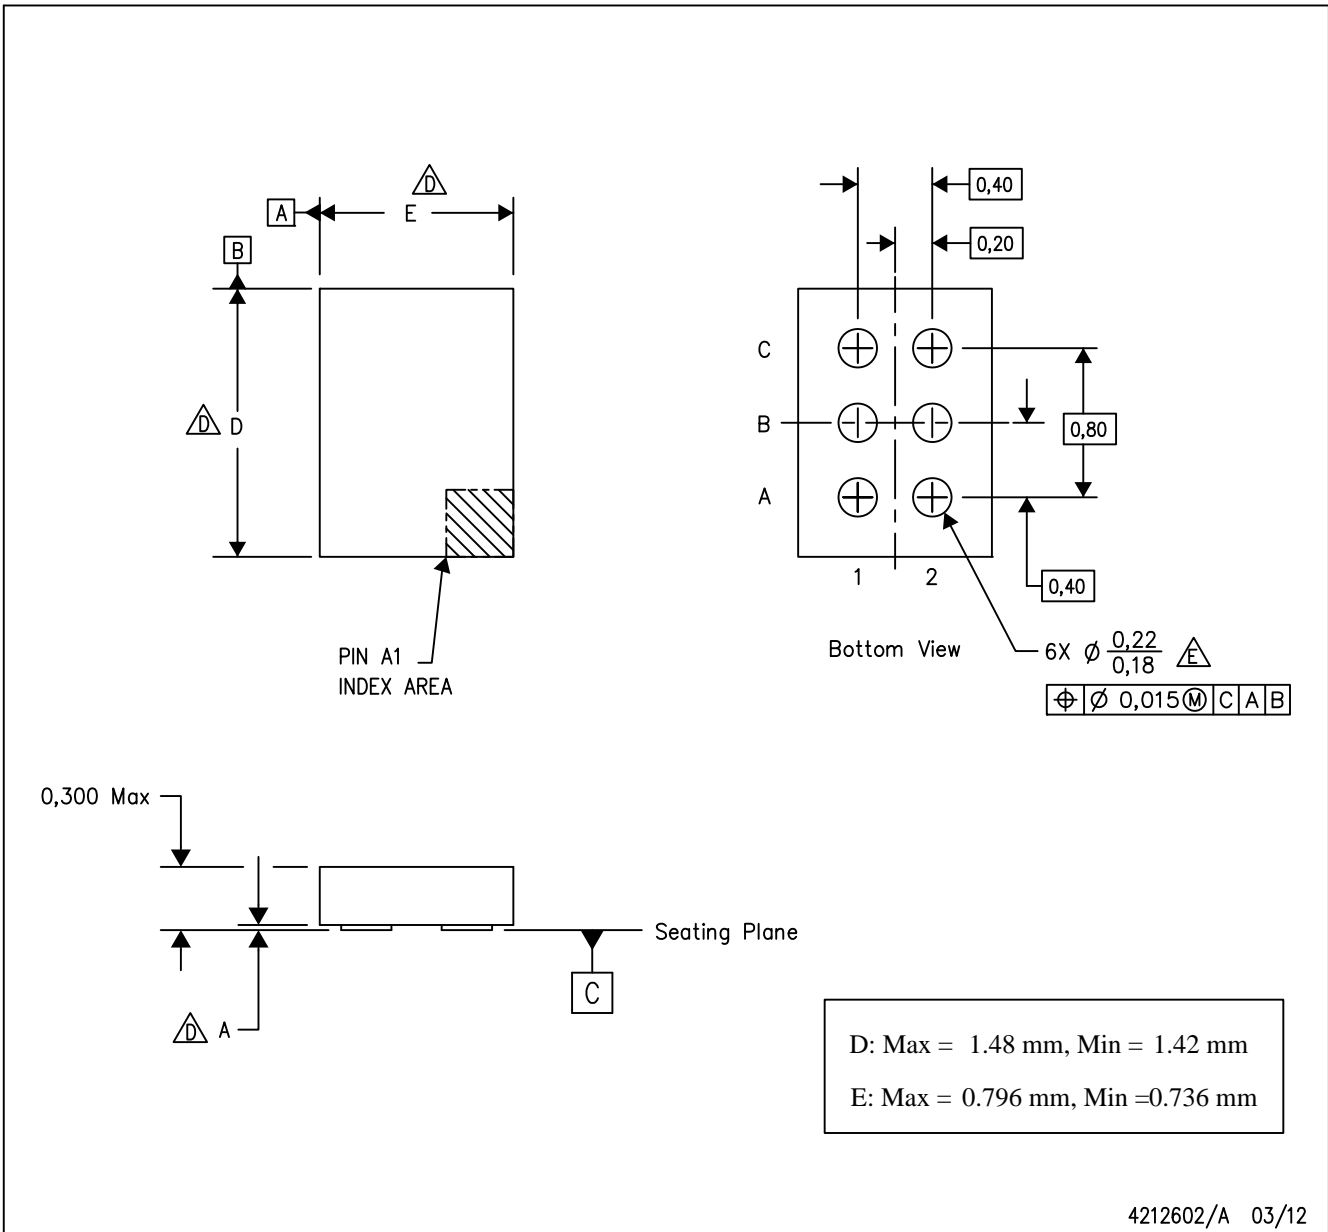 D
A
E
B
D
D
PIN A1
INDEX AREA
0,40
0,20
C
B
A
0,80
0,40
1
2
Bottom View
6X Ø 0,22
0,18
E
⌖ Ø 0,015 Ⓜ C A B
0,300 Max
Seating Plane
C
D
A
D: Max = 1.48 mm, Min = 1.42 mm
E: Max = 0.796 mm, Min =0.736 mm
4212602/A 03/12